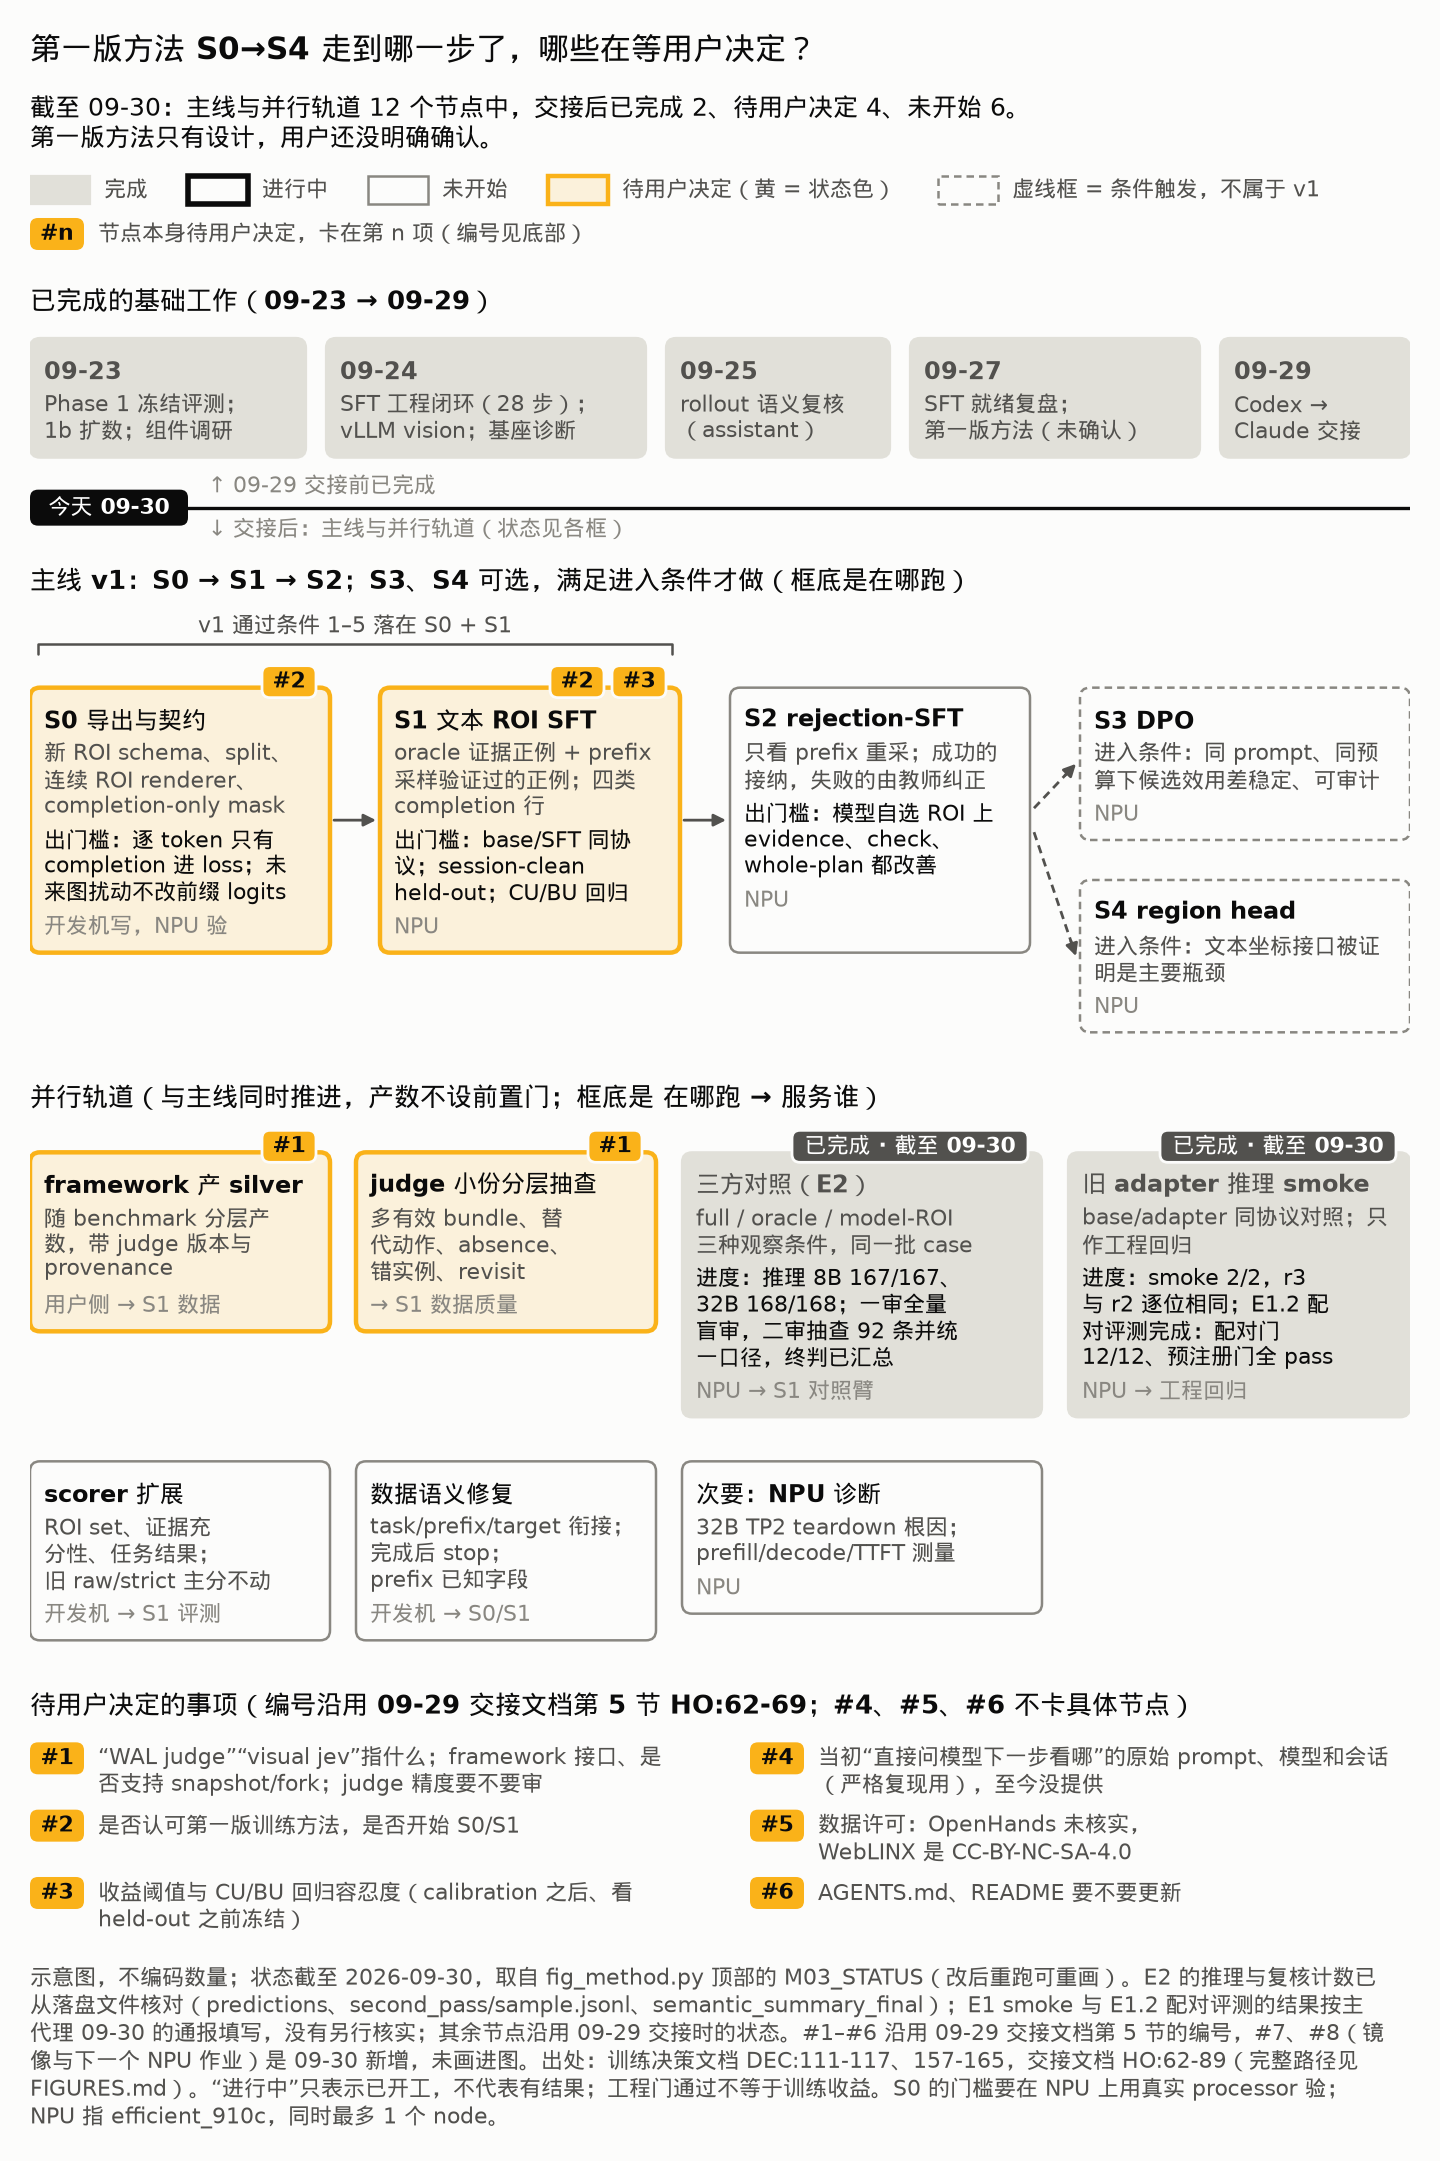 第一版方法 S0→S4 走到哪一步了，哪些在等用户决定？
截至 09-30：主线与并行轨道 12 个节点中，交接后已完成 2、待用户决定 4、未开始 6。
第一版方法只有设计，用户还没明确确认。
完成
进行中
未开始
待用户决定（黄 = 状态色）
虚线框 = 条件触发，不属于 v1
#n 节点本身待用户决定，卡在第 n 项（编号见底部）
已完成的基础工作（09-23 → 09-29）
09-23
Phase 1 冻结评测；
1b 扩数；组件调研
09-24
SFT 工程闭环（28 步）；
vLLM vision；基座诊断
09-25
rollout 语义复核
（assistant）
09-27
SFT 就绪复盘；
第一版方法（未确认）
09-29
Codex →
Claude 交接
↑ 09-29 交接前已完成
今天 09-30
↓ 交接后：主线与并行轨道（状态见各框）
主线 v1：S0 → S1 → S2；S3、S4 可选，满足进入条件才做（框底是在哪跑）
v1 通过条件 1–5 落在 S0 + S1
#2
S0 导出与契约
新 ROI schema、split、
连续 ROI renderer、
completion-only mask
出门槛：逐 token 只有
completion 进 loss；未
来图扰动不改前缀 logits
开发机写，NPU 验
#2 #3
S1 文本 ROI SFT
oracle 证据正例 + prefix
采样验证过的正例；四类
completion 行
出门槛：base/SFT 同协
议；session-clean
held-out；CU/BU 回归
NPU
S2 rejection-SFT
只看 prefix 重采；成功的
接纳，失败的由教师纠正
出门槛：模型自选 ROI 上
evidence、check、
whole-plan 都改善
NPU
S3 DPO
进入条件：同 prompt、同预
算下候选效用差稳定、可审计
NPU
S4 region head
进入条件：文本坐标接口被证
明是主要瓶颈
NPU
并行轨道（与主线同时推进，产数不设前置门；框底是 在哪跑 → 服务谁）
#1
framework 产 silver
随 benchmark 分层产
数，带 judge 版本与
provenance
用户侧 → S1 数据
#1
judge 小份分层抽查
多有效 bundle、替
代动作、absence、
错实例、revisit
→ S1 数据质量
已完成 · 截至 09-30
三方对照（E2）
full / oracle / model-ROI
三种观察条件，同一批 case
进度：推理 8B 167/167、
32B 168/168；一审全量
盲审，二审抽查 92 条并统
一口径，终判已汇总
NPU → S1 对照臂
已完成 · 截至 09-30
旧 adapter 推理 smoke
base/adapter 同协议对照；只
作工程回归
进度：smoke 2/2，r3
与 r2 逐位相同；E1.2 配
对评测完成：配对门
12/12、预注册门全 pass
NPU → 工程回归
scorer 扩展
ROI set、证据充
分性、任务结果；
旧 raw/strict 主分不动
开发机 → S1 评测
数据语义修复
task/prefix/target 衔接；
完成后 stop；
prefix 已知字段
开发机 → S0/S1
次要：NPU 诊断
32B TP2 teardown 根因；
prefill/decode/TTFT 测量
NPU
待用户决定的事项（编号沿用 09-29 交接文档第 5 节 HO:62-69；#4、#5、#6 不卡具体节点）
#1 “WAL judge”“visual jev”指什么；framework 接口、是
否支持 snapshot/fork；judge 精度要不要审
#2 是否认可第一版训练方法，是否开始 S0/S1
#3 收益阈值与 CU/BU 回归容忍度（calibration 之后、看
held-out 之前冻结）
#4 当初“直接问模型下一步看哪”的原始 prompt、模型和会话
（严格复现用），至今没提供
#5 数据许可：OpenHands 未核实，
WebLINX 是 CC-BY-NC-SA-4.0
#6 AGENTS.md、README 要不要更新
示意图，不编码数量；状态截至 2026-09-30，取自 fig_method.py 顶部的 M03_STATUS（改后重跑可重画）。E2 的推理与复核计数已
从落盘文件核对（predictions、second_pass/sample.jsonl、semantic_summary_final）；E1 smoke 与 E1.2 配对评测的结果按主
代理 09-30 的通报填写，没有另行核实；其余节点沿用 09-29 交接时的状态。#1–#6 沿用 09-29 交接文档第 5 节的编号，#7、#8（镜
像与下一个 NPU 作业）是 09-30 新增，未画进图。出处：训练决策文档 DEC:111-117、157-165，交接文档 HO:62-89（完整路径见
FIGURES.md）。“进行中”只表示已开工，不代表有结果；工程门通过不等于训练收益。S0 的门槛要在 NPU 上用真实 processor 验；
NPU 指 efficient_910c，同时最多 1 个 node。